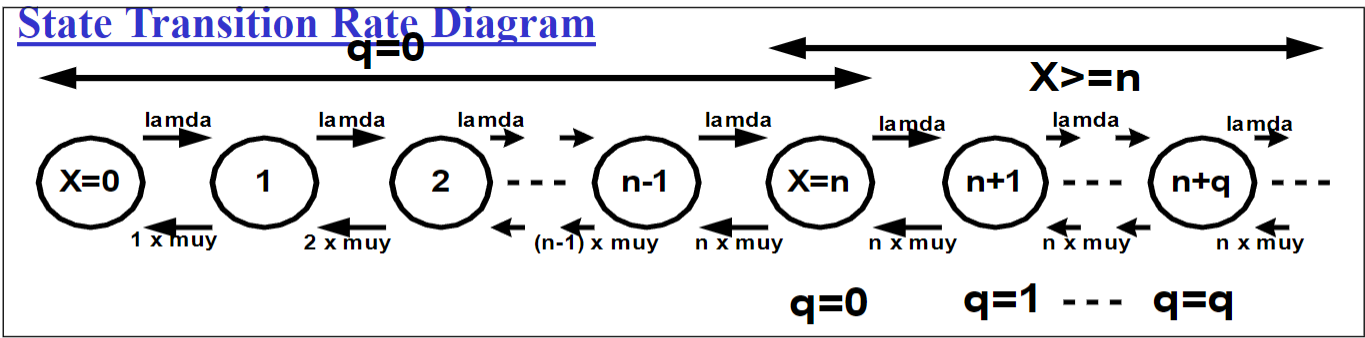 State Transition Rate Diagram
q=0
X>=n
lamda lamda lamda lamda lamda lamda lamda
X=0 1 2 - - - n-1 X=n n+1 - - - n+q - - -
1 x muy 2 x muy (n-1) x muy n x muy n x muy n x muy n x muy
q=0 q=1 - - - q=q